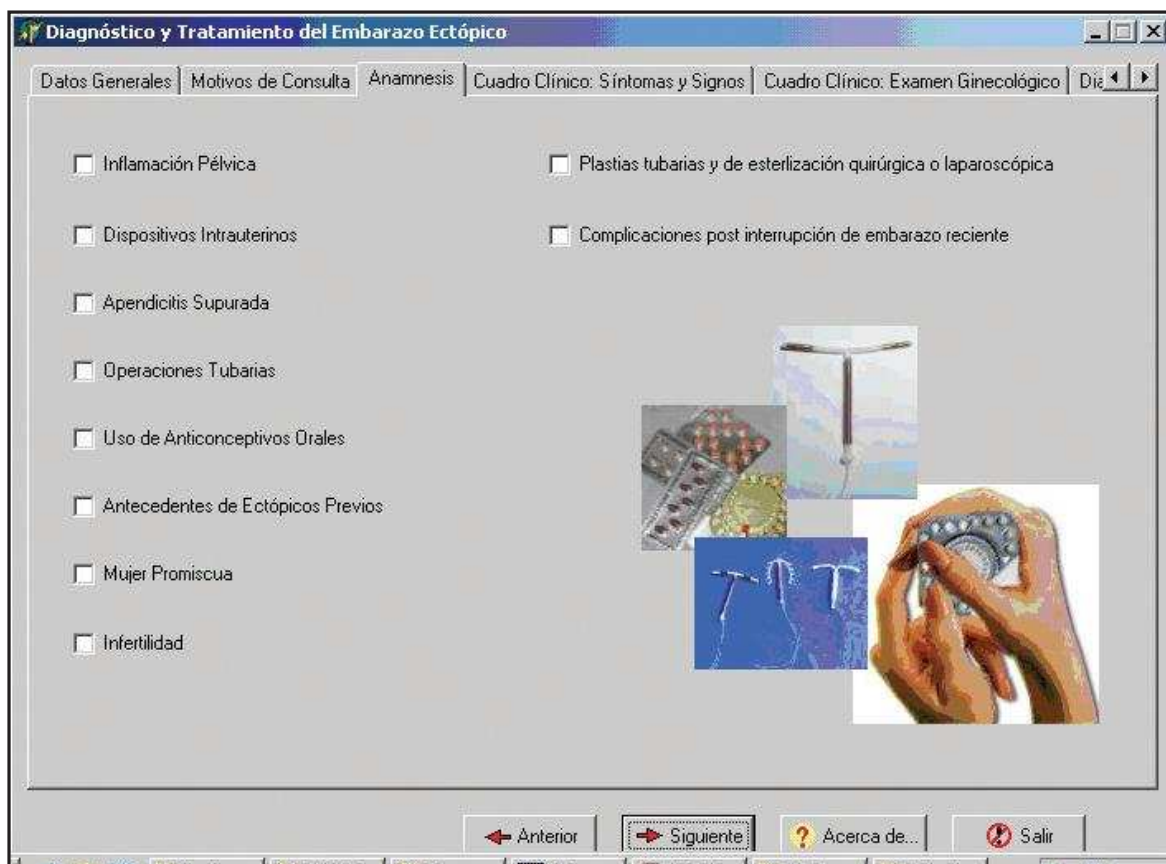 Diagnóstico y Tratamiento del Embarazo Ectópico
Datos Generales
Motivos de Consulta
Anamnesis
Cuadro Clínico: Síntomas y Signos
Cuadro Clínico: Examen Ginecológico
Inflamación Pélvica
Dispositivos Intrauterinos
Apendicitis Supurada
Operaciones Tubarias
Uso de Anticonceptivos Orales
Antecedentes de Ectópicos Previos
Mujer Promiscua
Infertilidad
Plastias tubarias y de esterlización quirúrgica o laparoscópica
Complicaciones post interrupción de embarazo reciente
Anterior
Siguiente
? Acerca de...
Salir